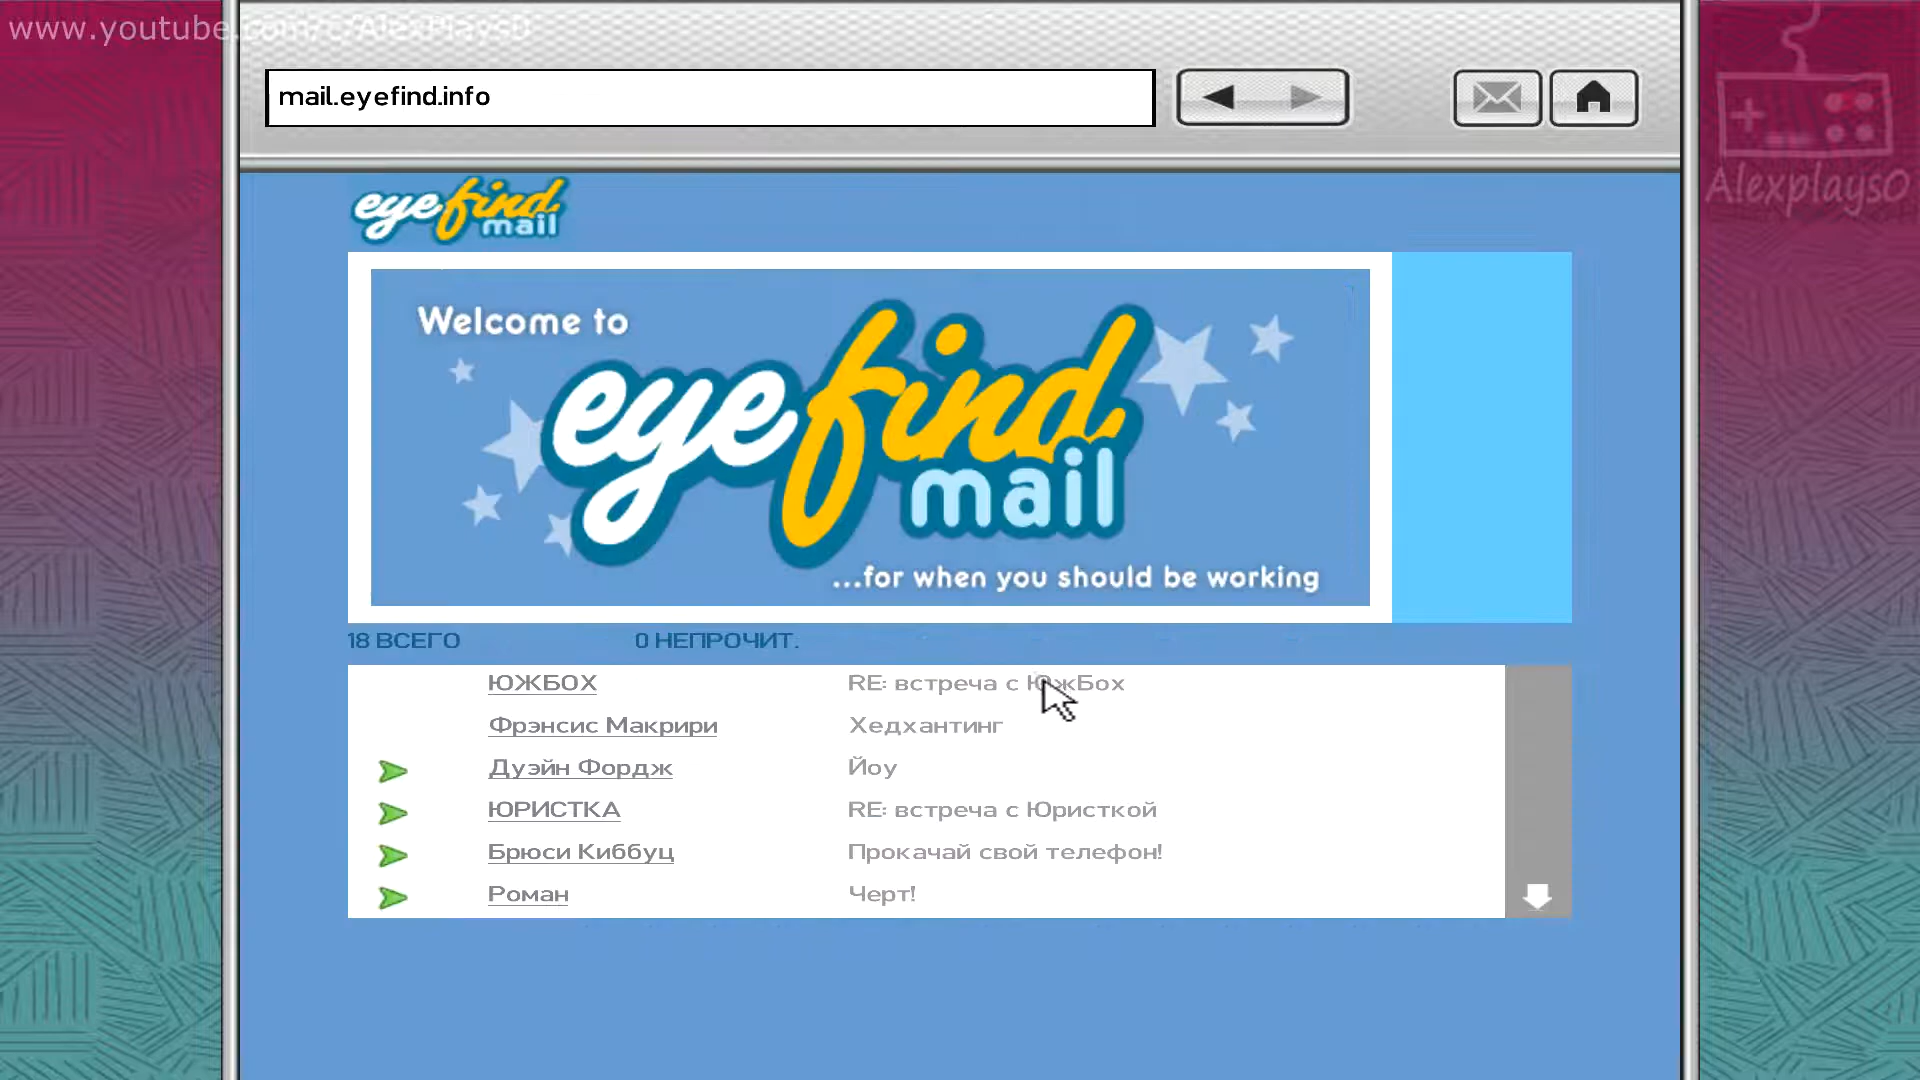 www.youtube.com/c/AlexPlays0
mail.eyefind.info
Alexplays0
eyefind
mail
Welcome to
eyefind
mail
...for when you should be working
18 ВСЕГО 0 НЕПРОЧИТ.
ЮЖБОХ RE: встреча с ЮжБох
Фрэнсис Макрири Хедхантинг
Дуэйн Фордж Йоу
ЮРИСТКА RE: встреча с Юристкой
Брюси Киббуц Прокачай свой телефон!
Роман Черт!